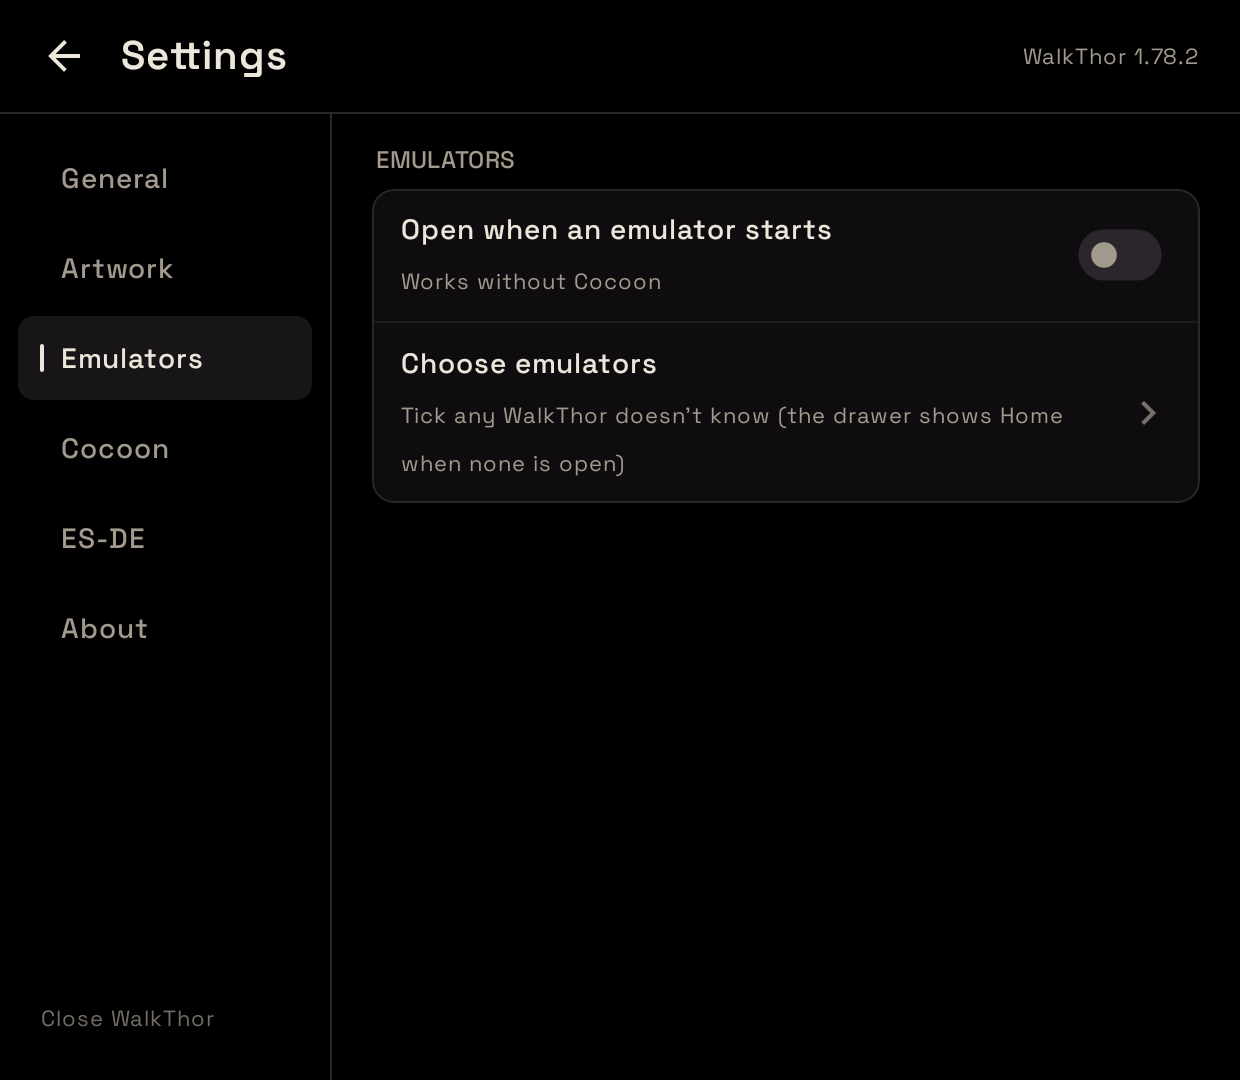 Settings
WalkThor 1.78.2
General
Artwork
Emulators
Cocoon
ES-DE
About
Close WalkThor
EMULATORS
Open when an emulator starts
Works without Cocoon
Choose emulators
Tick any WalkThor doesn’t know (the drawer shows Home
when none is open)